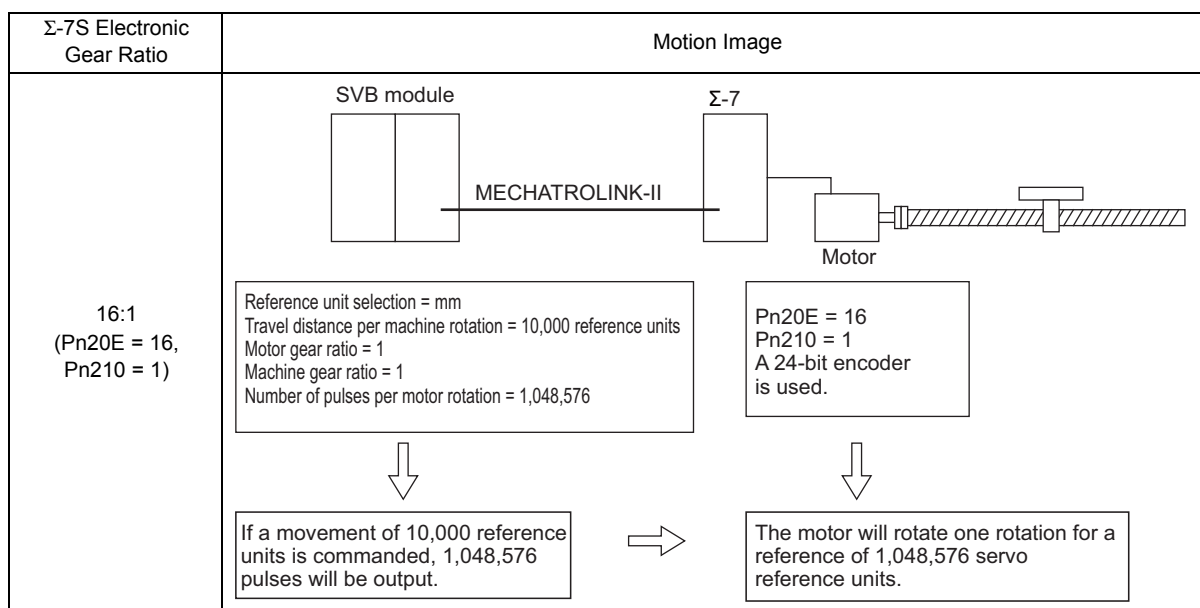 Σ-7S Electronic
Gear Ratio
Motion Image
16:1
(Pn20E = 16,
Pn210 = 1)
SVB module
Σ-7
MECHATROLINK-II
Motor
Reference unit selection = mm
Travel distance per machine rotation = 10,000 reference units
Motor gear ratio = 1
Machine gear ratio = 1
Number of pulses per motor rotation = 1,048,576
Pn20E = 16
Pn210 = 1
A 24-bit encoder
is used.
If a movement of 10,000 reference
units is commanded, 1,048,576
pulses will be output.
The motor will rotate one rotation for a
reference of 1,048,576 servo
reference units.